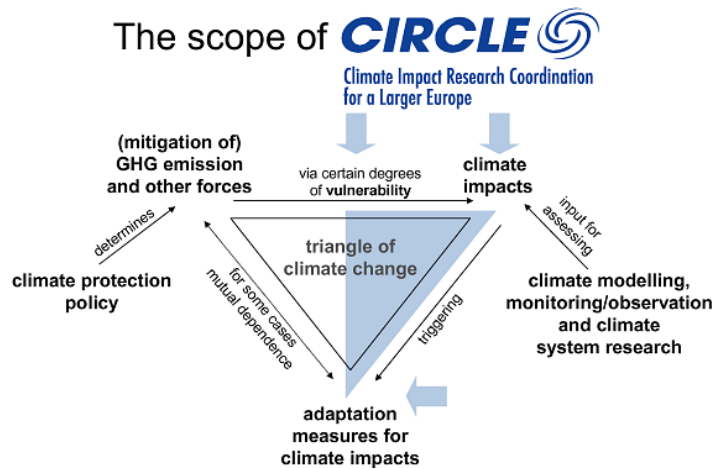 The scope of CIRCLE
Climate Impact Research Coordination
for a Larger Europe
(mitigation of)
GHG emission
and other forces
via certain degrees
of vulnerability
climate
impacts
determines
input for
assessing
triangle of
climate change
climate protection
policy
for some cases
mutual dependence
triggering
climate modelling,
monitoring/observation
and climate
system research
adaptation
measures for
climate impacts